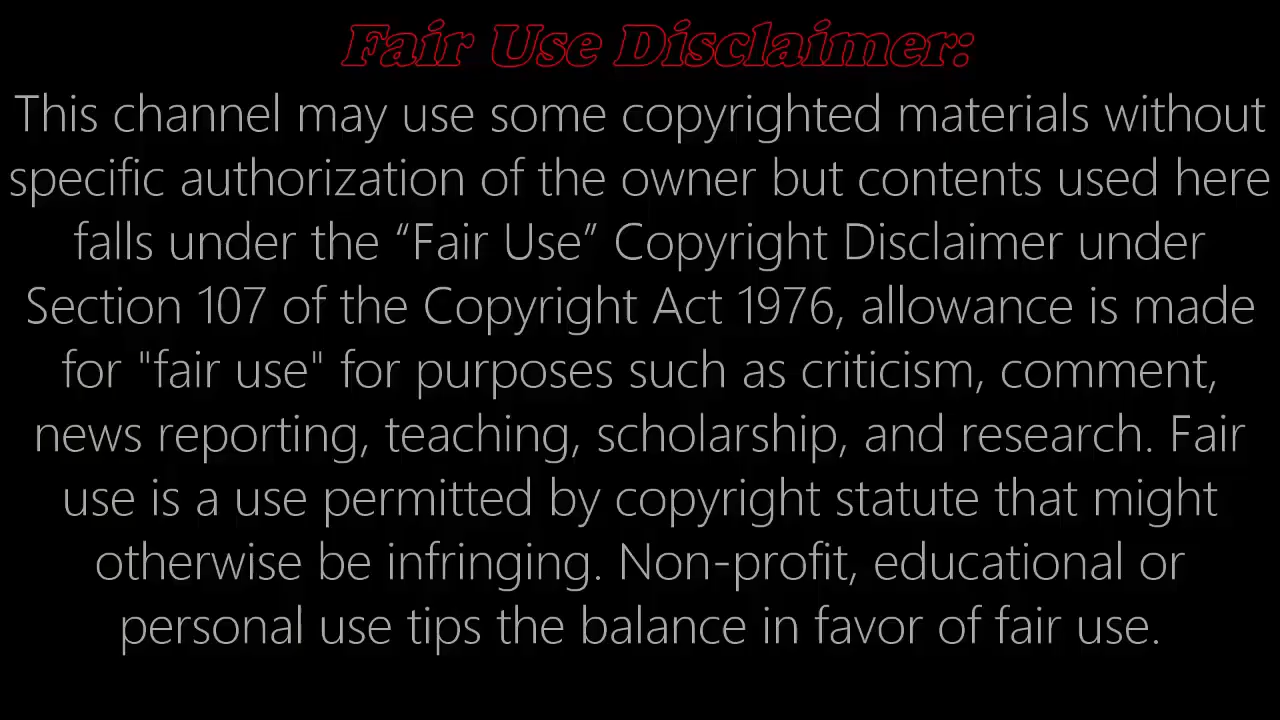 Fair Use Disclaimer:
This channel may use some copyrighted materials without
specific authorization of the owner but contents used here
falls under the “Fair Use” Copyright Disclaimer under
Section 107 of the Copyright Act 1976, allowance is made
for "fair use" for purposes such as criticism, comment,
news reporting, teaching, scholarship, and research. Fair
use is a use permitted by copyright statute that might
otherwise be infringing. Non-profit, educational or
personal use tips the balance in favor of fair use.